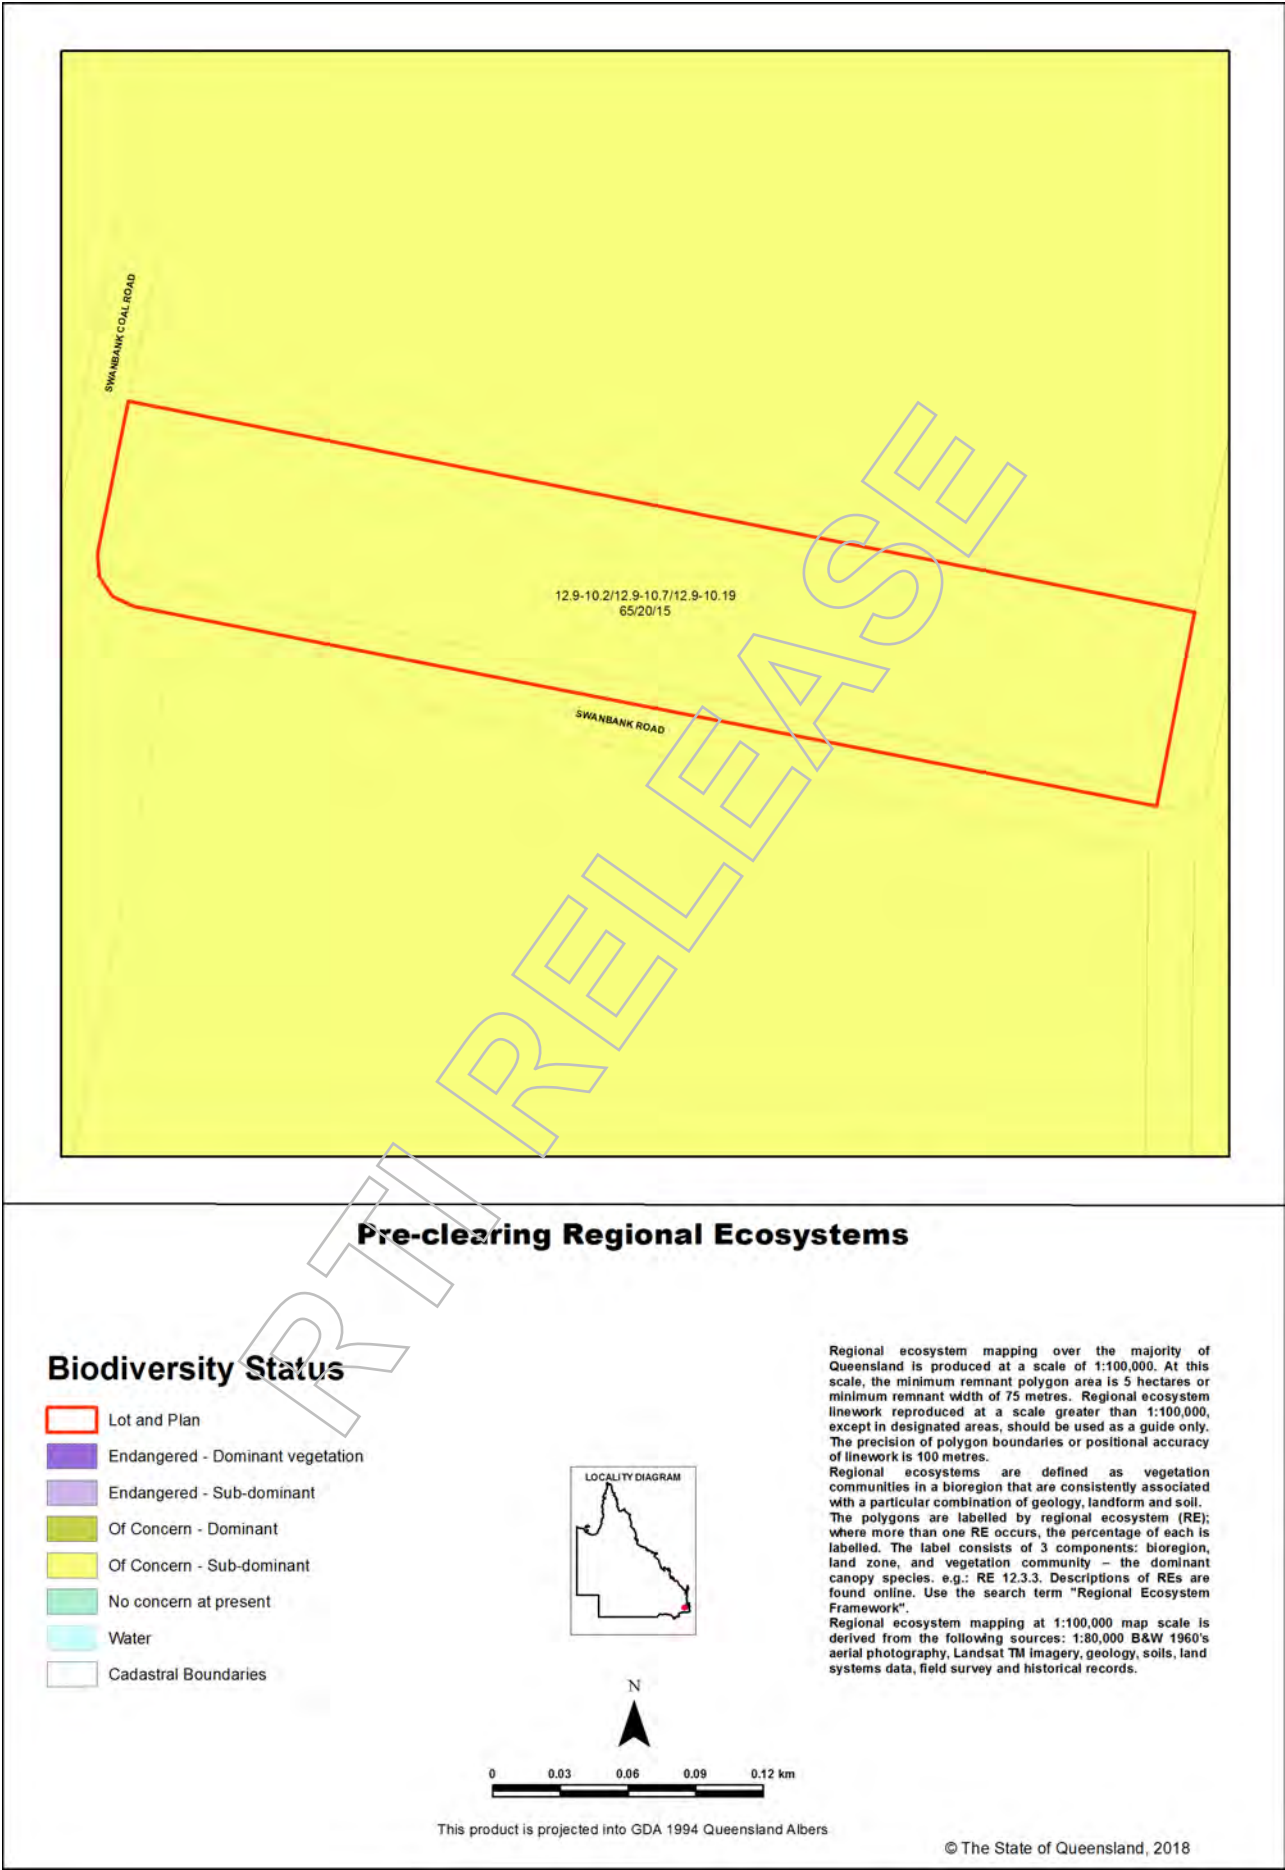 SWANBANK COAL ROAD
12.9-10.2/12.9-10.7/12.9-10.19
65/20/15
SWANBANK ROAD
RTI RELEASE
Pre-clearing Regional Ecosystems
Biodiversity Status
Lot and Plan
Endangered - Dominant vegetation
Endangered - Sub-dominant
Of Concern - Dominant
Of Concern - Sub-dominant
No concern at present
Water
Cadastral Boundaries
LOCALITY DIAGRAM
N
0 0.03 0.06 0.09 0.12 km
This product is projected into GDA 1994 Queensland Albers
Regional ecosystem mapping over the majority of
Queensland is produced at a scale of 1:100,000. At this
scale, the minimum remnant polygon area is 5 hectares or
minimum remnant width of 75 metres. Regional ecosystem
linework reproduced at a scale greater than 1:100,000,
except in designated areas, should be used as a guide only.
The precision of polygon boundaries or positional accuracy
of linework is 100 metres.
Regional ecosystems are defined as vegetation
communities in a bioregion that are consistently associated
with a particular combination of geology, landform and soil.
The polygons are labelled by regional ecosystem (RE);
where more than one RE occurs, the percentage of each is
labelled. The label consists of 3 components: bioregion,
land zone, and vegetation community – the dominant
canopy species. e.g.: RE 12.3.3. Descriptions of REs are
found online. Use the search term "Regional Ecosystem
Framework".
Regional ecosystem mapping at 1:100,000 map scale is
derived from the following sources: 1:80,000 B&W 1960's
aerial photography, Landsat TM imagery, geology, soils, land
systems data, field survey and historical records.
© The State of Queensland, 2018